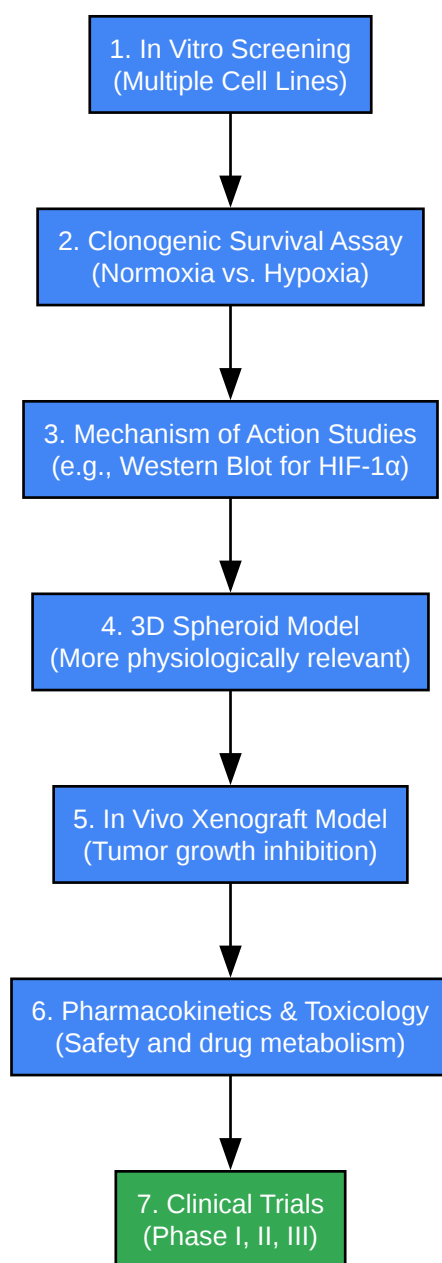 1. In Vitro Screening
(Multiple Cell Lines)
2. Clonogenic Survival Assay
(Normoxia vs. Hypoxia)
3. Mechanism of Action Studies
(e.g., Western Blot for HIF-1α)
4. 3D Spheroid Model
(More physiologically relevant)
5. In Vivo Xenograft Model
(Tumor growth inhibition)
6. Pharmacokinetics & Toxicology
(Safety and drug metabolism)
7. Clinical Trials
(Phase I, II, III)